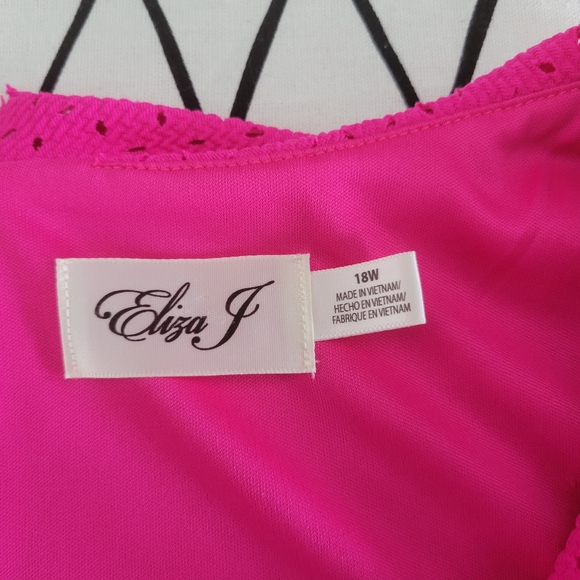 Eliza J
18W
MADE IN VIETNAM/
HECHO EN VIETNAM/
FABRIQUE EN VIETNAM